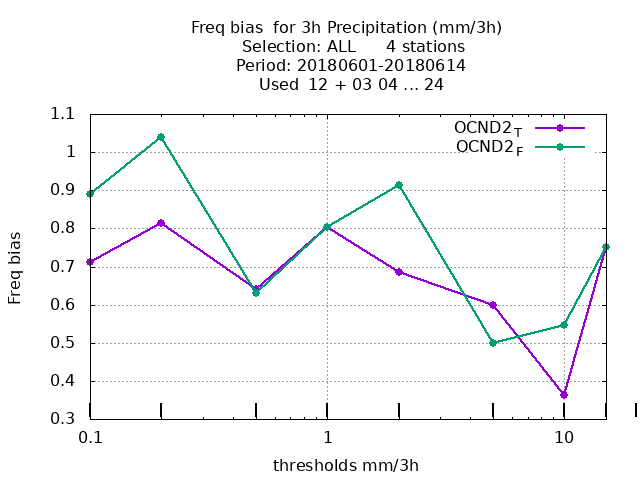 Freq bias  for 3h Precipitation (mm/3h)
Selection: ALL      4 stations
Period: 20180601-20180614
Used  12 + 03 04 ... 24
1.1
1
0.9
0.8
0.7
0.6
0.5
0.4
0.3
Freq bias
OCND2_T
OCND2_F
0.1
1
10
thresholds mm/3h